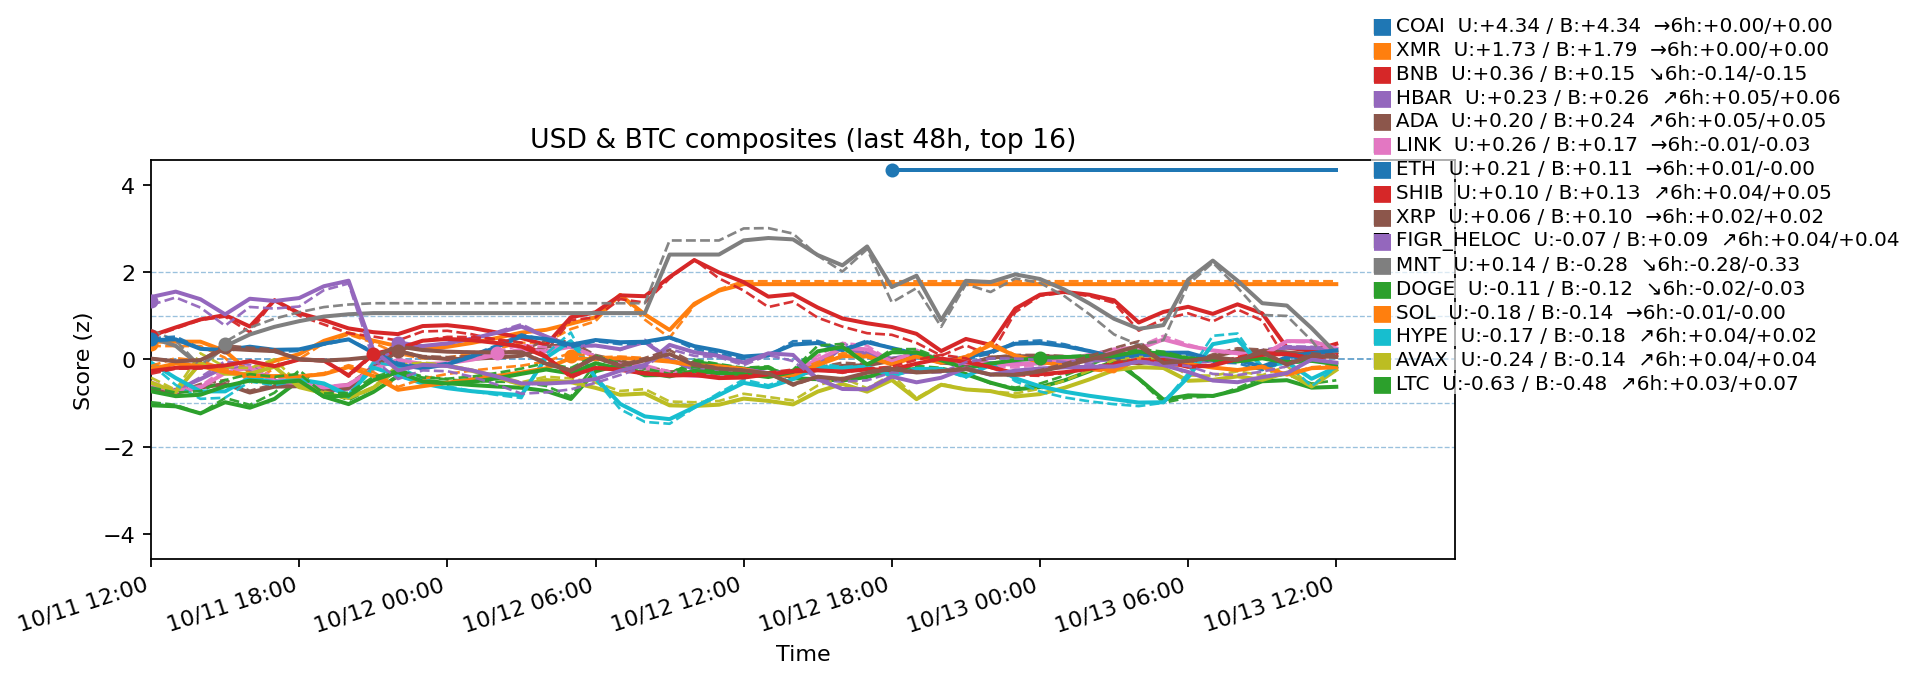 COAI  U:+4.34 / B:+4.34  →6h:+0.00/+0.00
XMR  U:+1.73 / B:+1.79  →6h:+0.00/+0.00
BNB  U:+0.36 / B:+0.15  ↘6h:-0.14/-0.15
HBAR  U:+0.23 / B:+0.26  ↗6h:+0.05/+0.06
ADA  U:+0.20 / B:+0.24  ↗6h:+0.05/+0.05
LINK  U:+0.26 / B:+0.17  →6h:-0.01/-0.03
ETH  U:+0.21 / B:+0.11  →6h:+0.01/-0.00
SHIB  U:+0.10 / B:+0.13  ↗6h:+0.04/+0.05
XRP  U:+0.06 / B:+0.10  →6h:+0.02/+0.02
FIGR_HELOC  U:-0.07 / B:+0.09  ↗6h:+0.04/+0.04
MNT  U:+0.14 / B:-0.28  ↘6h:-0.28/-0.33
DOGE  U:-0.11 / B:-0.12  ↘6h:-0.02/-0.03
SOL  U:-0.18 / B:-0.14  →6h:-0.01/-0.00
HYPE  U:-0.17 / B:-0.18  ↗6h:+0.04/+0.02
AVAX  U:-0.24 / B:-0.14  ↗6h:+0.04/+0.04
LTC  U:-0.63 / B:-0.48  ↗6h:+0.03/+0.07
USD & BTC composites (last 48h, top 16)
Score (z)
4
2
0
−2
−4
10/11 12:00
10/11 18:00
10/12 00:00
10/12 06:00
10/12 12:00
10/12 18:00
10/13 00:00
10/13 06:00
10/13 12:00
Time